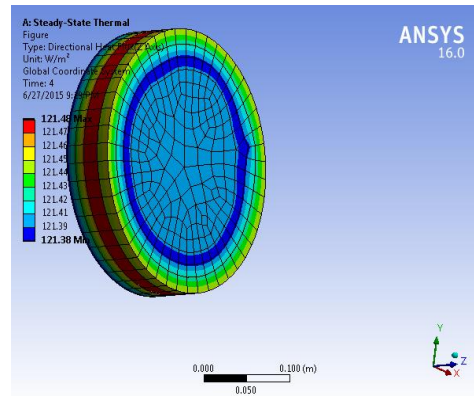 A: Steady-State Thermal
Figure
Type: Directional Heat
Unit: W/m²
Global Coordinate System
Time: 4
6/27/2015
121.48 Max
121.47
121.46
121.45
121.44
121.43
121.42
121.41
121.39
121.38 Min
ANSYS
16.0
0.000 0.100 (m)
0.050
Y
Z
X